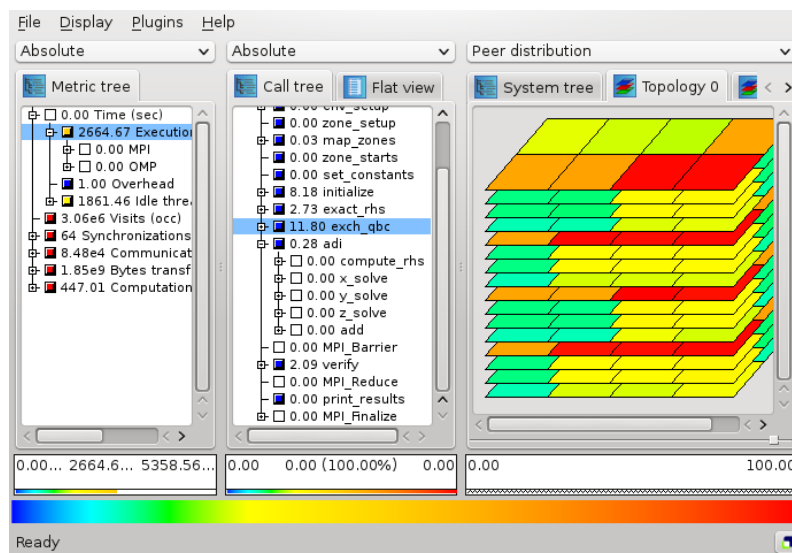 File Display Plugins Help
Absolute
Absolute
Peer distribution
Metric tree
Call tree
Flat view
System tree
Topology 0
0.00 Time (sec)
2664.67 Execution
0.00 MPI
0.00 OMP
1.00 Overhead
1861.46 Idle thre
3.06e6 Visits (occ)
64 Synchronizations
8.48e4 Communicat
1.85e9 Bytes transf
447.01 Computation
0.00 env_setup
0.00 zone_setup
0.03 map_zones
0.00 zone_starts
0.00 set_constants
8.18 initialize
2.73 exact_rhs
11.80 exch_qbc
0.28 adi
0.00 compute_rhs
0.00 x_solve
0.00 y_solve
0.00 z_solve
0.00 add
0.00 MPI_Barrier
2.09 verify
0.00 MPI_Reduce
0.00 print_results
0.00 MPI_Finalize
0.00... 2664.6... 5358.56...
0.00 0.00 (100.00%) 0.00
0.00 100.00
Ready